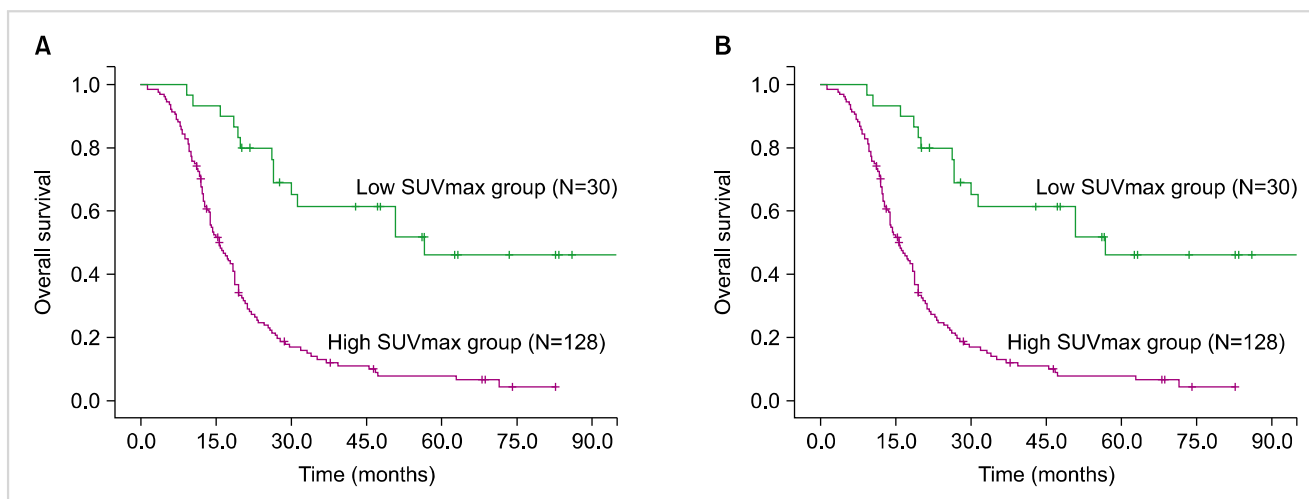 A
Overall survival
1.0
0.8
0.6
0.4
0.2
0.0
Low SUVmax group (N=30)
High SUVmax group (N=128)
0.0 15.0 30.0 45.0 60.0 75.0 90.0
Time (months)
B
Overall survival
1.0
0.8
0.6
0.4
0.2
0.0
Low SUVmax group (N=30)
High SUVmax group (N=128)
0.0 15.0 30.0 45.0 60.0 75.0 90.0
Time (months)